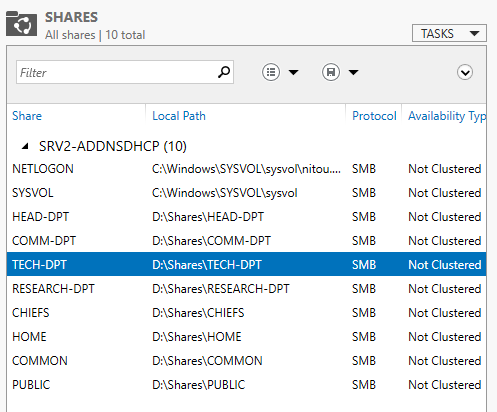 SHARES
All shares | 10 total
TASKS
Filter
Share Local Path Protocol Availability Typ
SRV2-ADDNSDHCP (10)
NETLOGON C:\Windows\SYSVOL\sysvol\nitou.... SMB Not Clustered
SYSVOL C:\Windows\SYSVOL\sysvol SMB Not Clustered
HEAD-DPT D:\Shares\HEAD-DPT SMB Not Clustered
COMM-DPT D:\Shares\COMM-DPT SMB Not Clustered
TECH-DPT D:\Shares\TECH-DPT SMB Not Clustered
RESEARCH-DPT D:\Shares\RESEARCH-DPT SMB Not Clustered
CHIEFS D:\Shares\CHIEFS SMB Not Clustered
HOME D:\Shares\HOME SMB Not Clustered
COMMON D:\Shares\COMMON SMB Not Clustered
PUBLIC D:\Shares\PUBLIC SMB Not Clustered